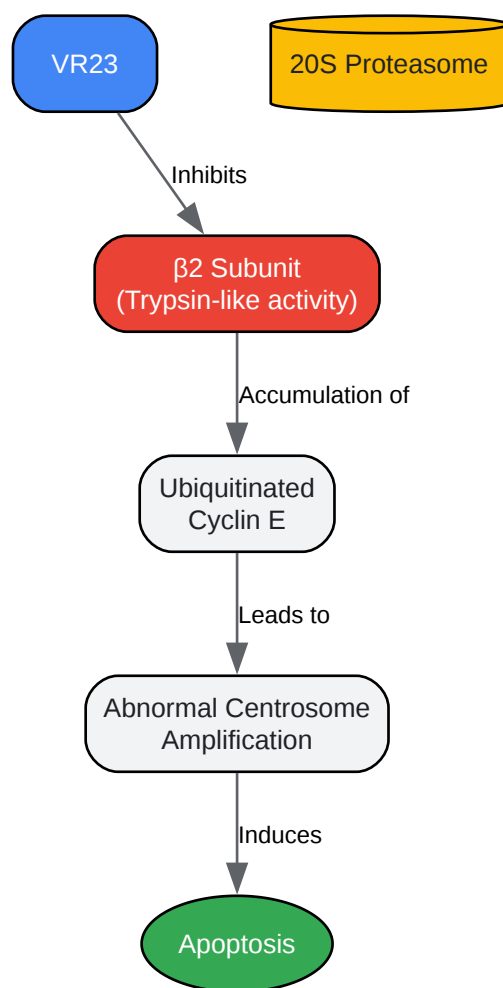 VR23
20S Proteasome
Inhibits
β2 Subunit
(Trypsin-like activity)
Accumulation of
Ubiquitinated
Cyclin E
Leads to
Abnormal Centrosome
Amplification
Induces
Apoptosis